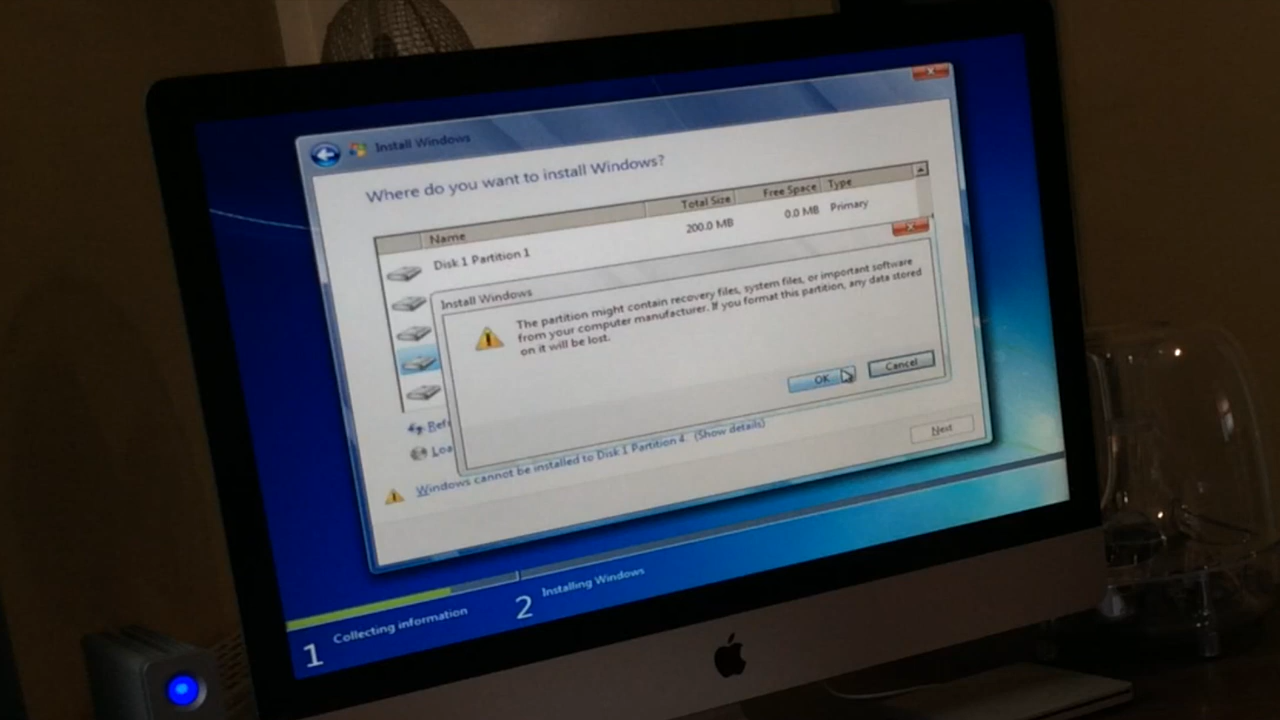 Install Windows
Where do you want to install Windows?
Name Total Size Free Space Type
Disk 1 Partition 1 200.0 MB 0.0 MB Primary
Install Windows
The partition might contain recovery files, system files, or important software
from your computer manufacturer. If you format this partition, any data stored
on it will be lost.
OK Cancel
Refr
Loa
Windows cannot be installed to Disk 1 Partition 4. (Show details)
Next
1 Collecting information
2 Installing Windows